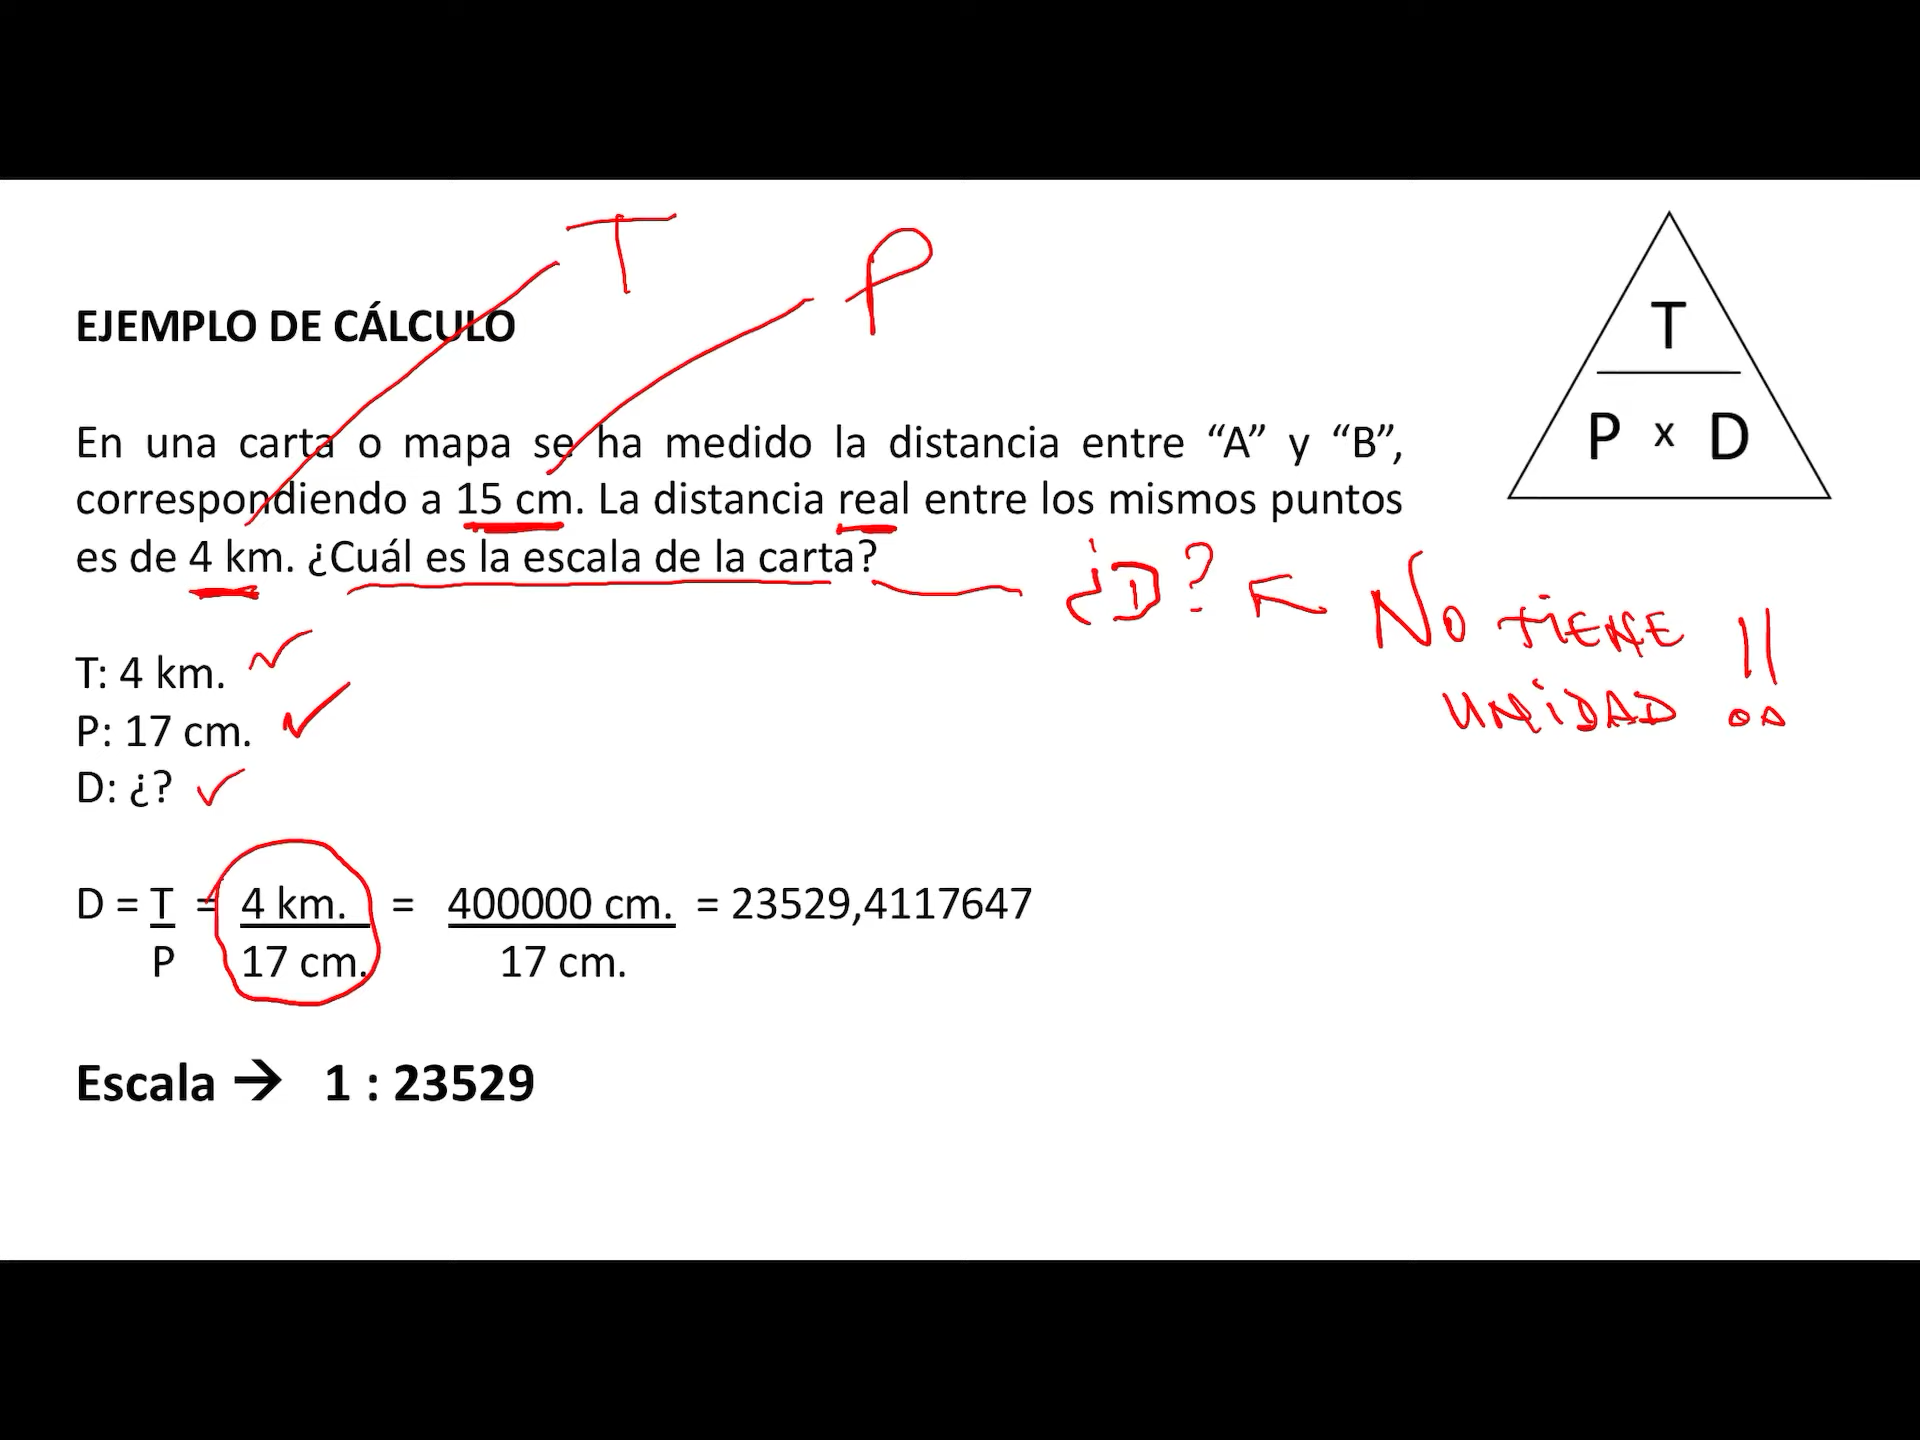 T
P
EJEMPLO DE CÁLCULO
T
P x D
En una carta o mapa se ha medido la distancia entre “A” y “B”,
correspondiendo a 15 cm. La distancia real entre los mismos puntos
es de 4 km. ¿Cuál es la escala de la carta?
¿D?
NO TIENE !!
UNIDAD
T: 4 km.
P: 17 cm.
D: ¿?
D = T = 4 km. = 400000 cm. = 23529,4117647
P 17 cm. 17 cm.
Escala → 1 : 23529